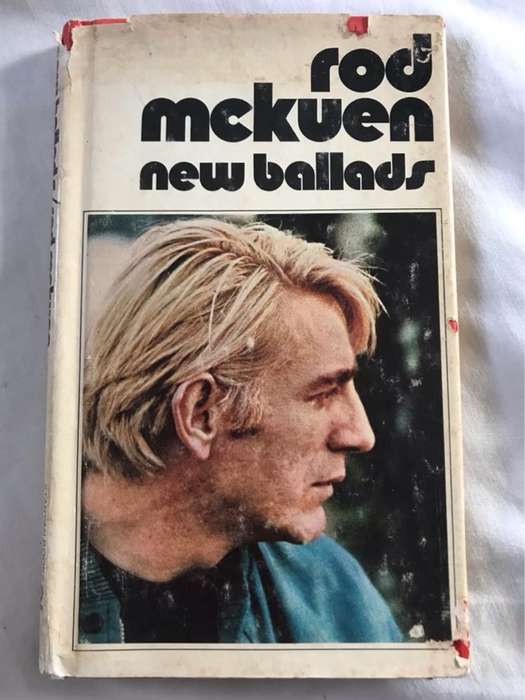 rod
mckuen
new ballads